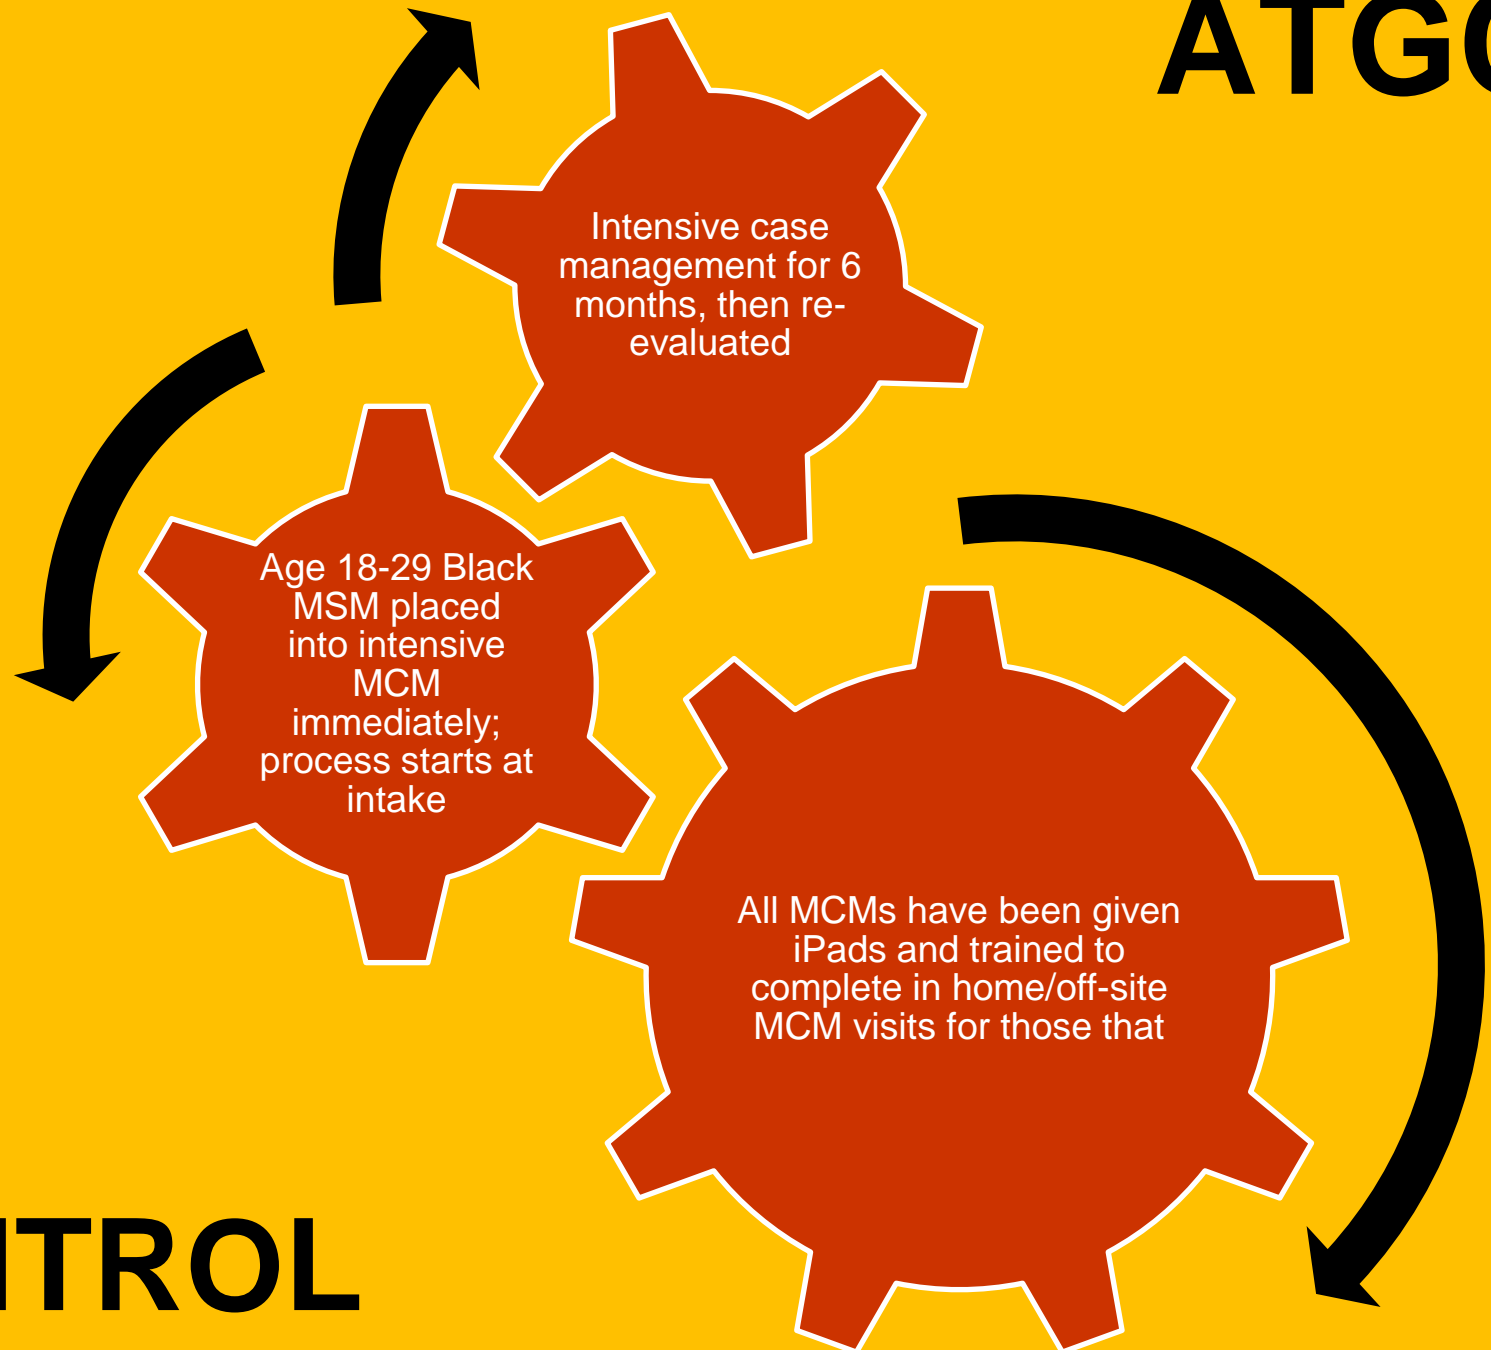 ATG
Intensive case
management for 6
months, then re-
evaluated
Age 18-29 Black
MSM placed
into intensive
MCM
immediately;
process starts at
intake
All MCMs have been given
iPads and trained to
complete in home/off-site
MCM visits for those that
TROL